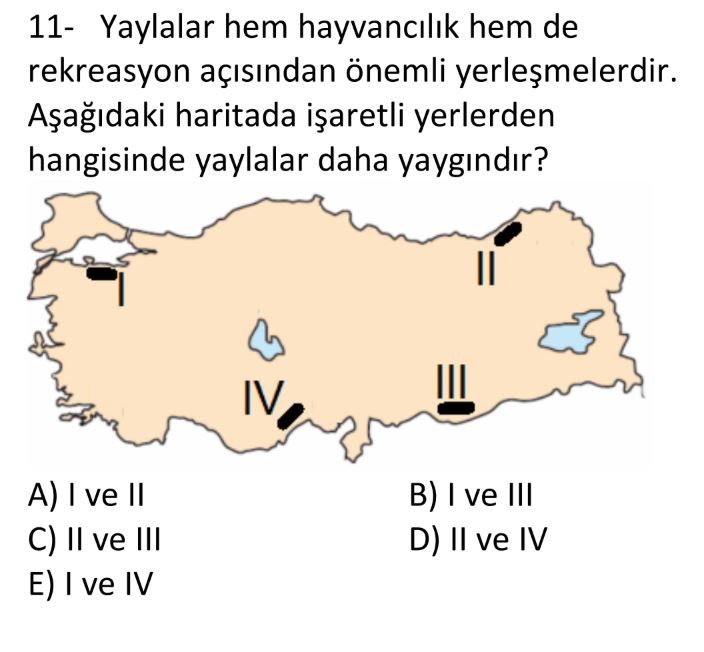 11- Yaylalar hem hayvancılık hem de
rekreasyon açısından önemli yerleşmelerdir.
Aşağıdaki haritada işaretli yerlerden
hangisinde yaylalar daha yaygındır?
I
II
III
IV
A) I ve II
B) I ve III
C) II ve III
D) II ve IV
E) I ve IV